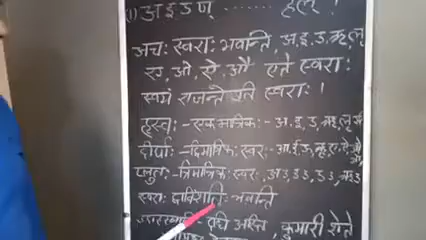 (1) अ इ उ ण् ........ हल् ।
अचः स्वराः भवन्ति, अ, इ, उ, ऋ, लृ
ए, ओ, ऐ, औ एते स्वराः
स्वयं राजन्ते इति स्वराः ।
ह्रस्वः - एकमात्रिकः - अ, इ, उ, ऋ, लृ
दीर्घः - द्विमात्रिकः स्वरः - आ, ई, ऊ, ॠ, ए, ऐ, ओ, औ
प्लुतः - त्रिमात्रिकः स्वरः, अ३ इ३ उ३
स्वराः द्वाविंशतिः भवन्ति
अस्ति, कुमारी शेते